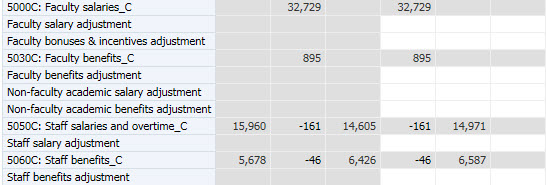 5000C: Faculty salaries_C 32,729 32,729
Faculty salary adjustment
Faculty bonuses & incentives adjustment
5030C: Faculty benefits_C 895 895
Faculty benefits adjustment
Non-faculty academic salary adjustment
Non-faculty academic benefits adjustment
5050C: Staff salaries and overtime_C 15,960 -161 14,605 -161 14,971
Staff salary adjustment
5060C: Staff benefits_C 5,678 -46 6,426 -46 6,587
Staff benefits adjustment